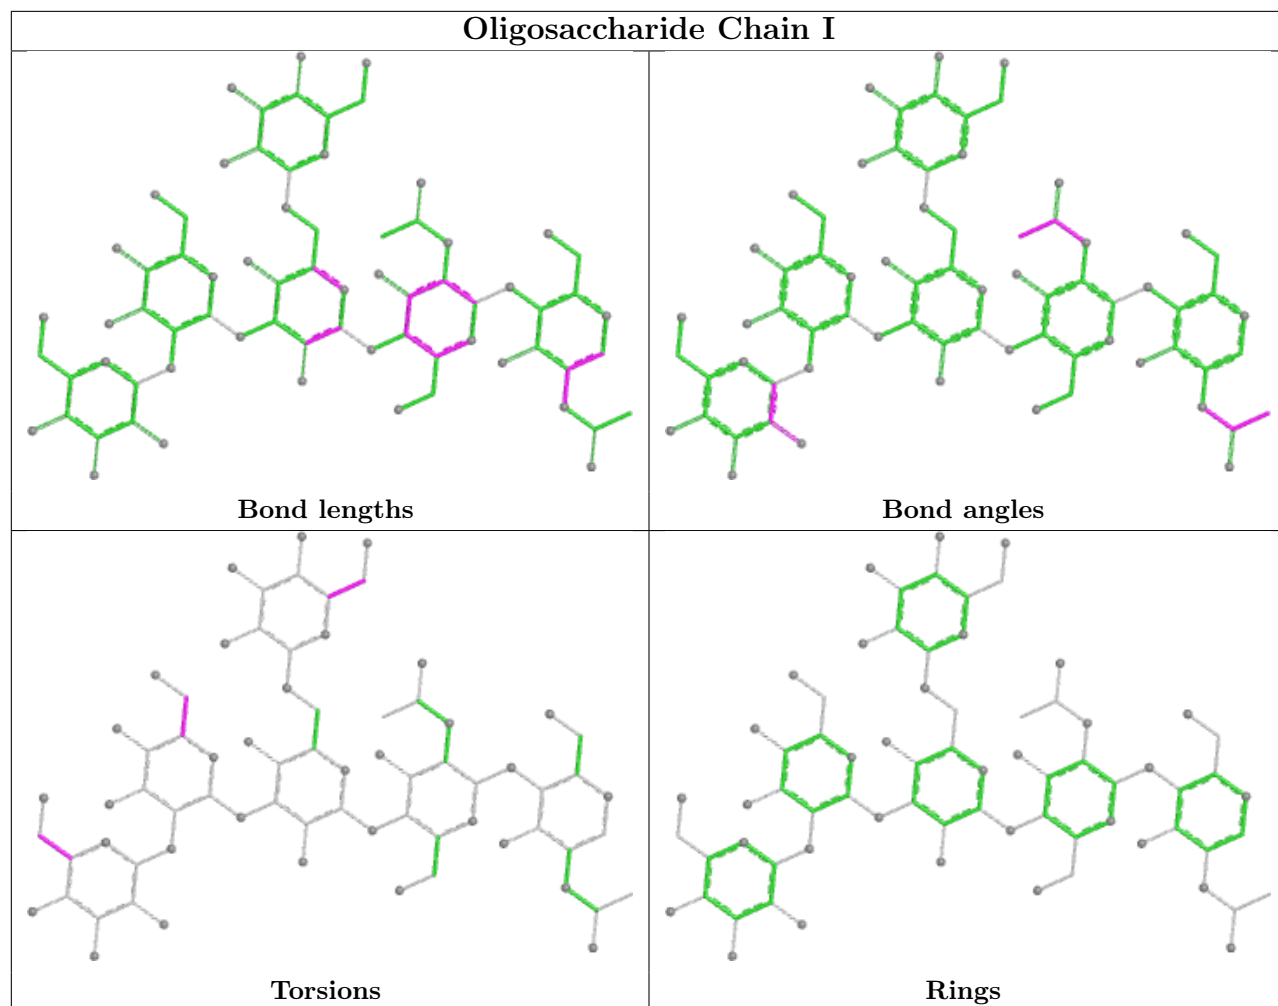 Oligosaccharide Chain I
Bond lengths
Bond angles
Torsions
Rings